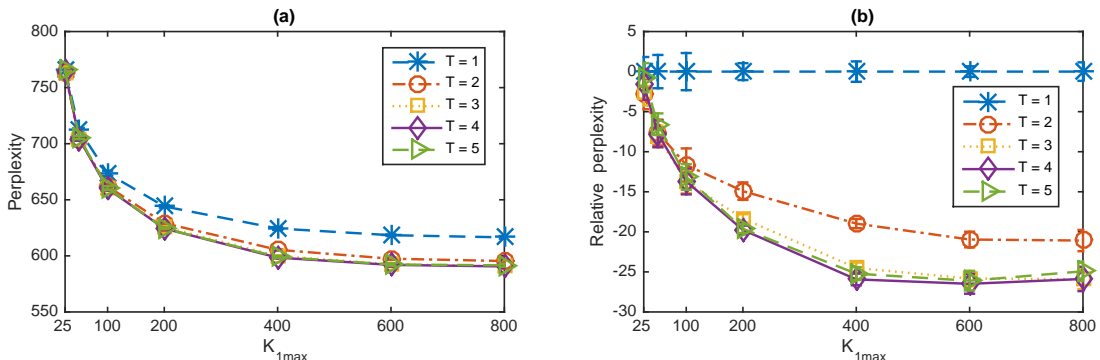 (a)
800
750
700
650
600
550
Perplexity
25 100 200 400 600 800
K1max
T = 1
T = 2
T = 3
T = 4
T = 5
(b)
5
0
-5
-10
-15
-20
-25
-30
Relative perplexity
25 100 200 400 600 800
K1max
T = 1
T = 2
T = 3
T = 4
T = 5